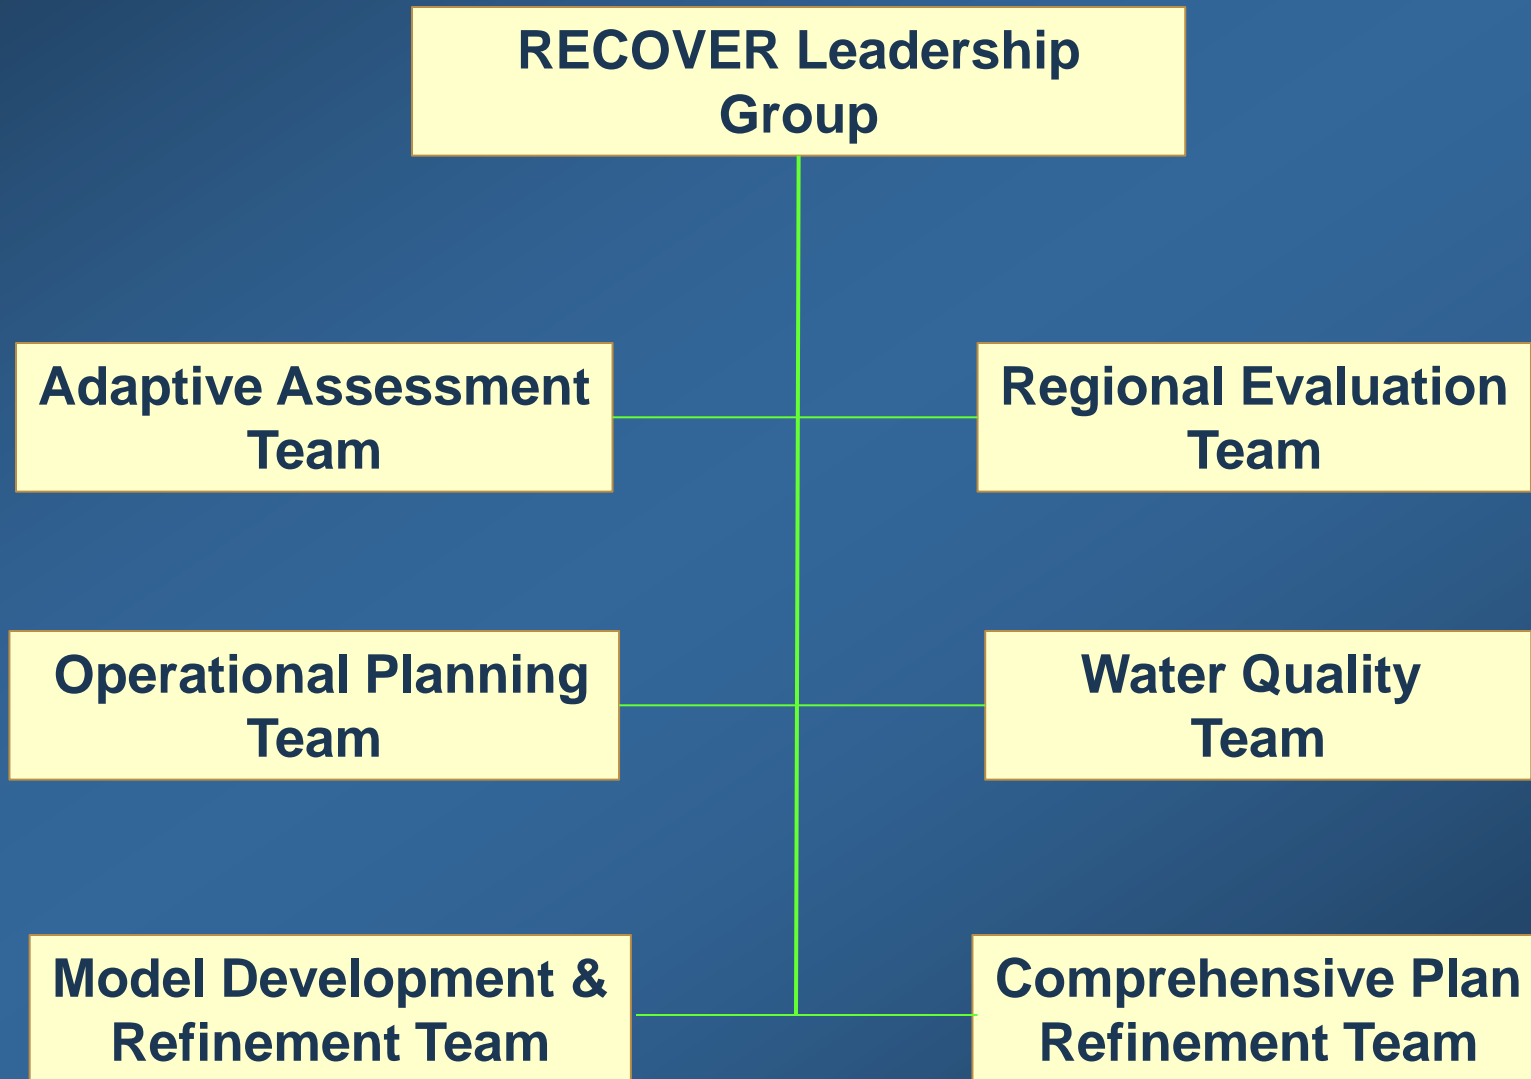 RECOVER Leadership
Group
Adaptive Assessment
Team
Regional Evaluation
Team
Operational Planning
Team
Water Quality
Team
Model Development &
Refinement Team
Comprehensive Plan
Refinement Team